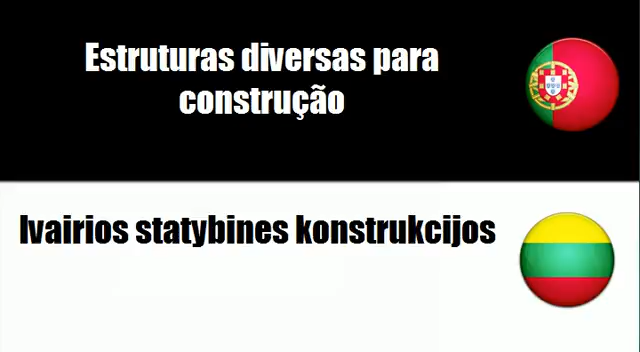 Estruturas diversas para
construção
Ivairios statybines konstrukcijos